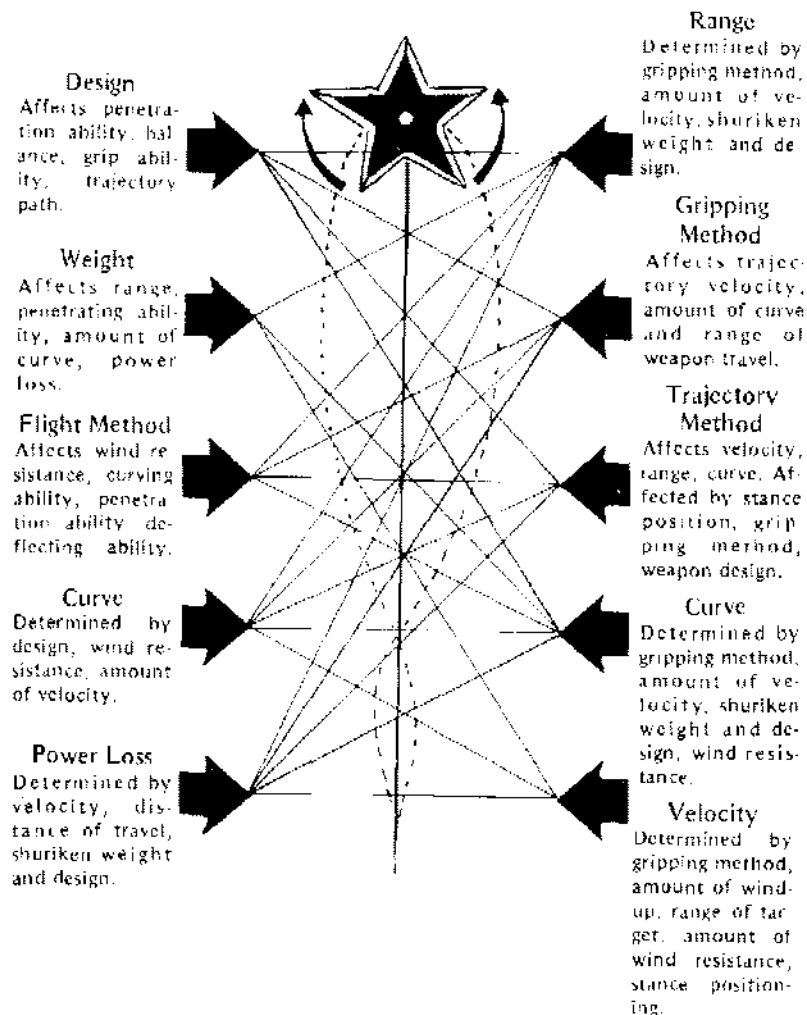 Design
Affects penetra-
tion ability, bal-
ance, grip abil-
ity, trajectory
path.
Weight
Affects range,
penetrating abil-
ity, amount of
curve, power
loss.
Flight Method
Affects wind re-
sistance, curving
ability, penetra-
tion ability de-
flecting ability.
Curve
Determined by
design, wind re-
sistance, amount
of velocity.
Power Loss
Determined by
velocity, dis-
tance of travel,
shuriken weight
and design.
Range
Determined by
gripping method,
amount of ve-
locity, shuriken
weight and de-
sign.
Gripping
Method
Affects trajec-
tory velocity,
amount of curve
and range of
weapon travel.
Trajectory
Method
Affects velocity,
range, curve. Af-
fected by stance
position, grip
ping method,
weapon design.
Curve
Determined by
gripping method,
amount of ve-
locity, shuriken
weight and de-
sign, wind resis-
tance.
Velocity
Determined by
gripping method,
amount of wind-
up, range of tar
get, amount of
wind resistance,
stance position-
ing.